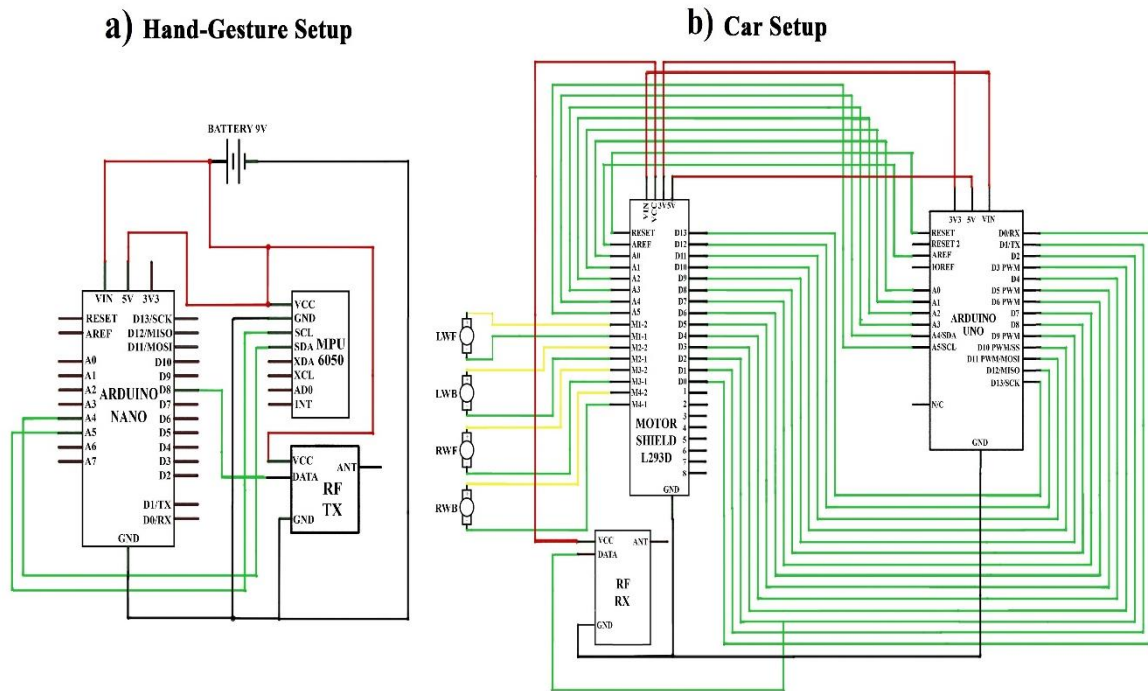 a) Hand-Gesture Setup
BATTERY 9V
VIN 5V 3V3
RESET
AREF
A0
A1
A2
A3
A4
A5
A6
A7
ARDUINO
NANO
D13/SCK
D12/MISO
D11/MOSI
D10
D9
D8
D7
D6
D5
D4
D3
D2
D1/TX
D0/RX
GND
VCC
GND
SCL
SDA
XDA
XCL
AD0
INT
MPU
6050
VCC
DATA
GND
ANT
RF
TX
b) Car Setup
VIN
VCC
3V
5V
RESET
AREF
A0
A1
A2
A3
A4
A5
M1-2
M1-1
M2-2
M2-1
M3-2
M3-1
M4-2
M4-1
D13
D12
D11
D10
D9
D8
D7
D6
D5
D4
D3
D2
D1
D0
1
2
3
4
5
6
7
8
MOTOR
SHIELD
L293D
GND
LWF
LWB
RWF
RWB
VCC
DATA
GND
ANT
RF
RX
3V3 5V VIN
RESET
RESET 2
AREF
IOREF
A0
A1
A2
A3
A4/SDA
A5/SCL
N/C
ARDUINO
UNO
D0/RX
D1/TX
D2
D3 PWM
D4
D5 PWM
D6 PWM
D7
D8
D9 PWM
D10 PWM/SS
D11 PWM/MOSI
D12/MISO
D13/SCK
GND